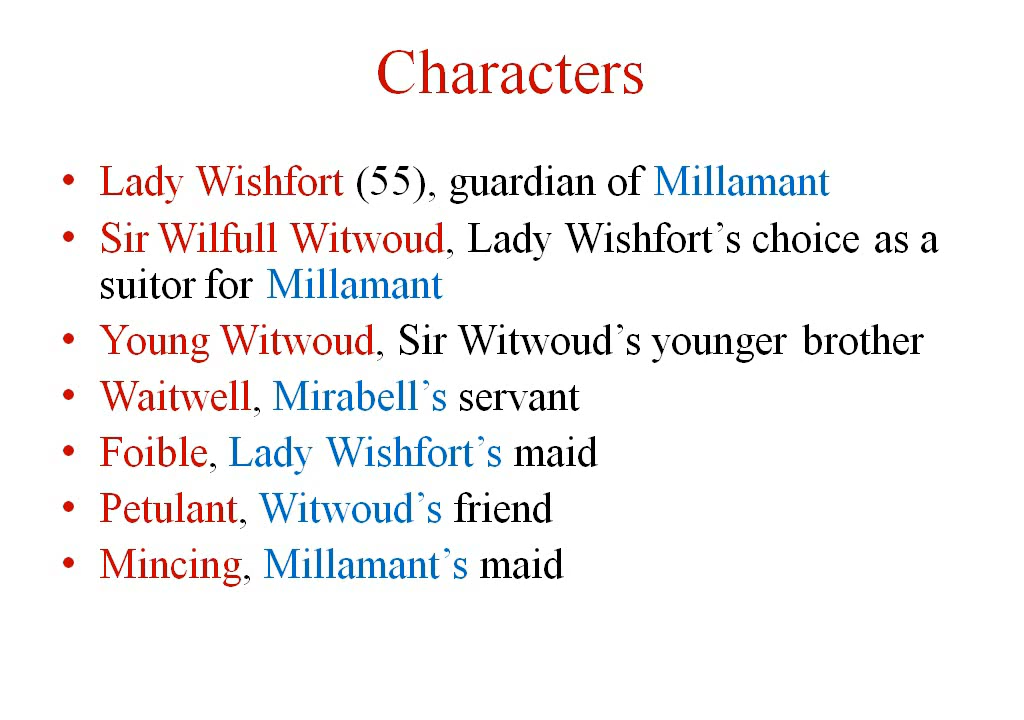 Characters
• Lady Wishfort (55), guardian of Millamant
• Sir Wilfull Witwoud, Lady Wishfort’s choice as a
suitor for Millamant
• Young Witwoud, Sir Witwoud’s younger brother
• Waitwell, Mirabell’s servant
• Foible, Lady Wishfort’s maid
• Petulant, Witwoud’s friend
• Mincing, Millamant’s maid